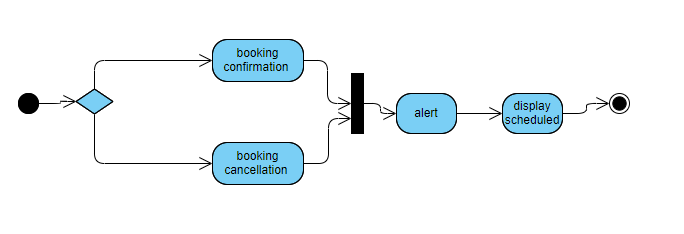 booking
confirmation
booking
cancellation
alert
display
scheduled